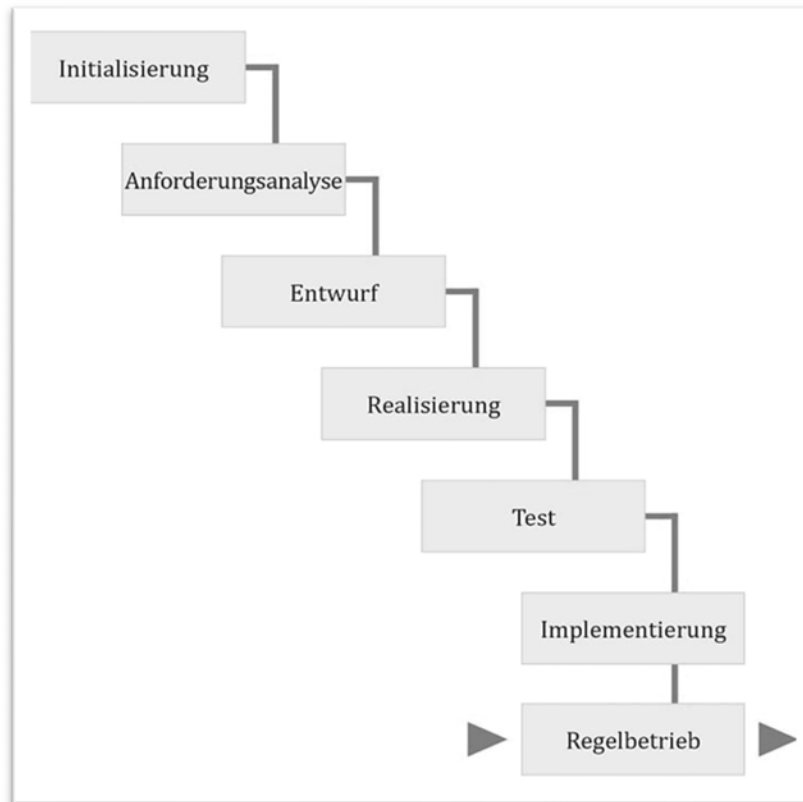 Initialisierung
Anforderungsanalyse
Entwurf
Realisierung
Test
Implementierung
Regelbetrieb